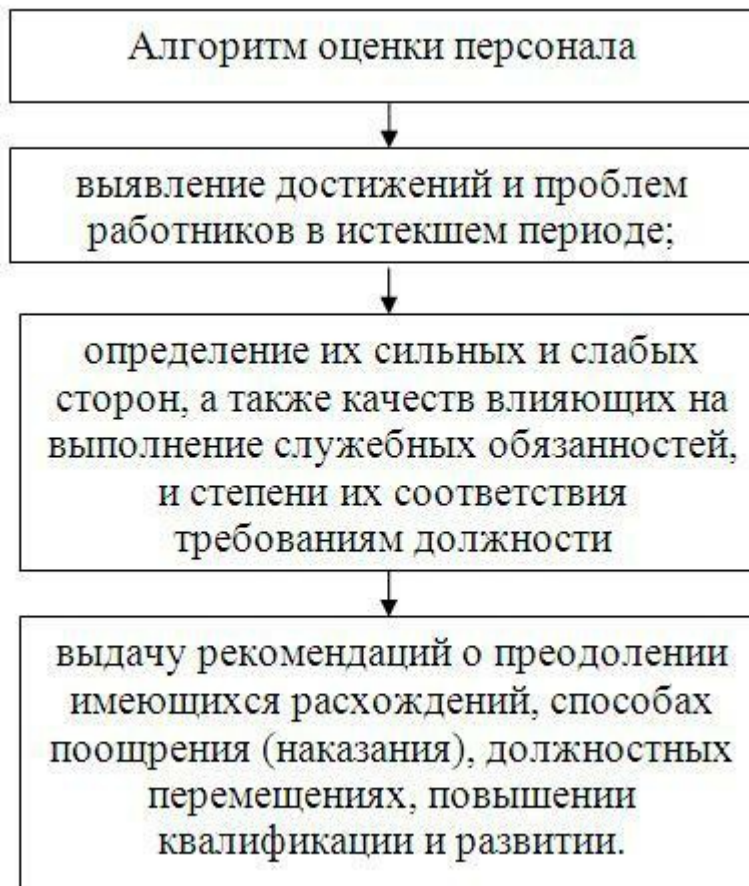 Алгоритм оценки персонала
выявление достижений и проблем
работников в истекшем периоде;
определение их сильных и слабых
сторон, а также качеств влияющих на
выполнение служебных обязанностей,
и степени их соответствия
требованиям должности
выдачу рекомендаций о преодолении
имеющихся расхождений, способах
поощрения (наказания), должностных
перемещениях, повышении
квалификации и развитии.